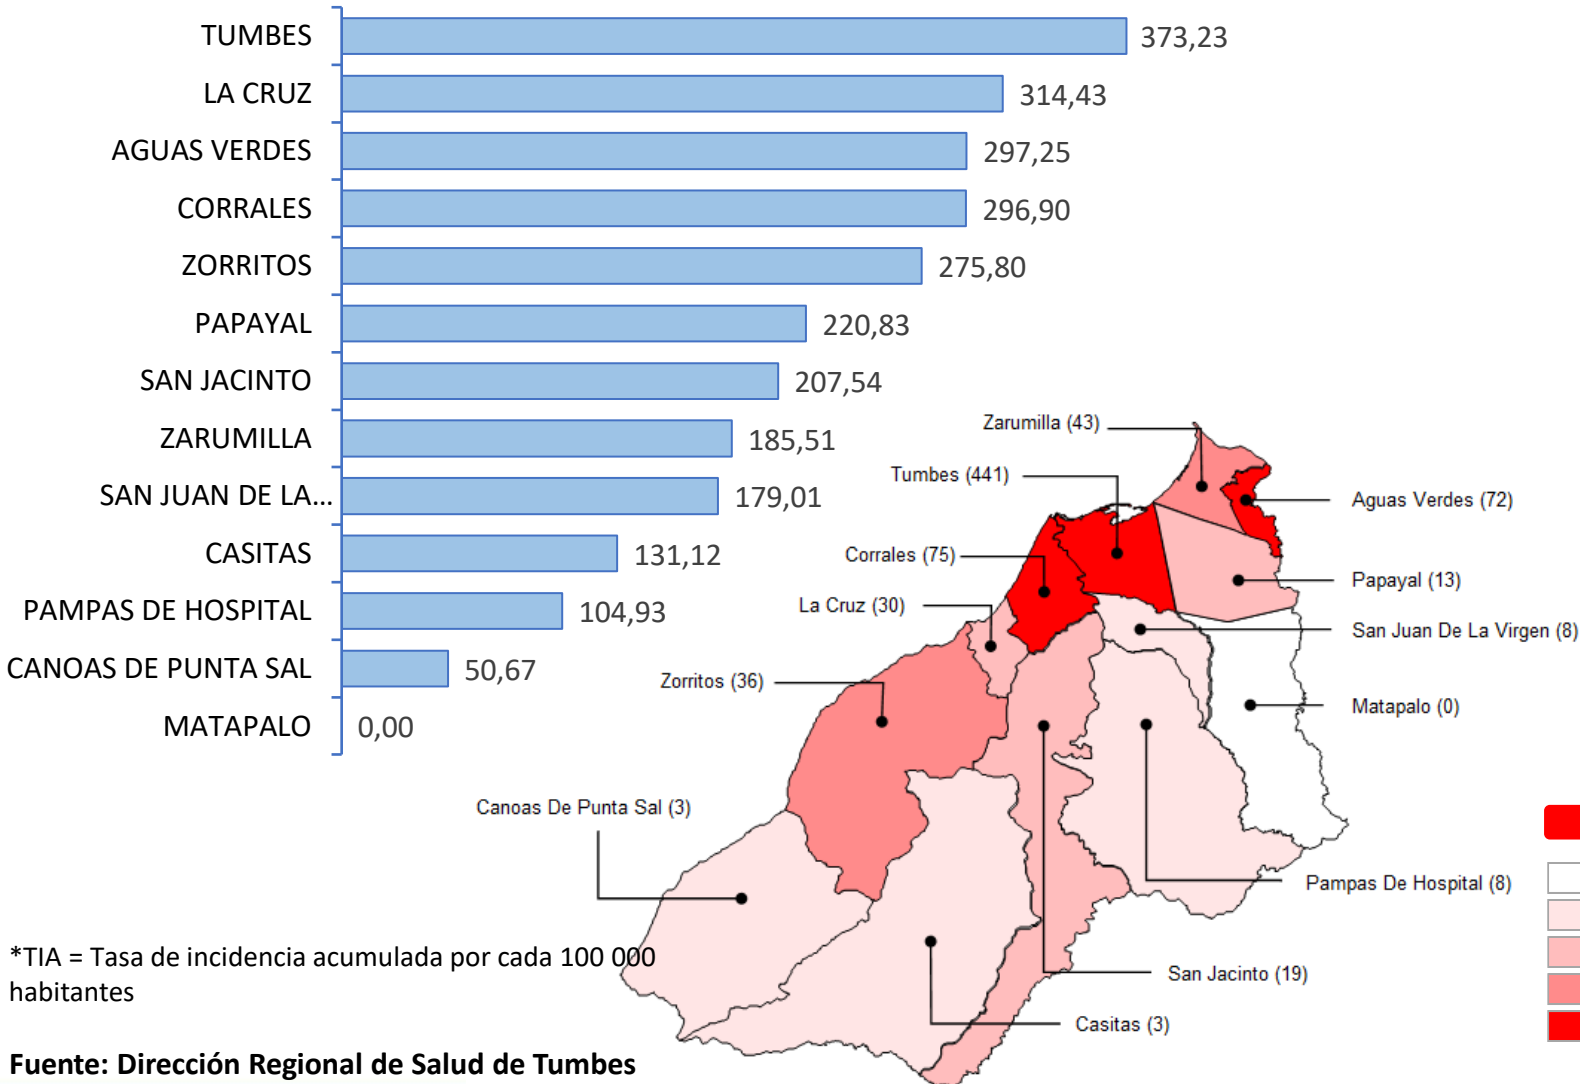 TUMBES 373,23
LA CRUZ 314,43
AGUAS VERDES 297,25
CORRALES 296,90
ZORRITOS 275,80
PAPAYAL 220,83
SAN JACINTO 207,54
ZARUMILLA 185,51
SAN JUAN DE LA... 179,01
CASITAS 131,12
PAMPAS DE HOSPITAL 104,93
CANOAS DE PUNTA SAL 50,67
MATAPALO 0,00
Zarumilla (43)
Tumbes (441)
Aguas Verdes (72)
Corrales (75)
Papayal (13)
La Cruz (30)
San Juan De La Virgen (8)
Zorritos (36)
Matapalo (0)
Canoas De Punta Sal (3)
Pampas De Hospital (8)
San Jacinto (19)
Casitas (3)
*TIA = Tasa de incidencia acumulada por cada 100 000
habitantes
Fuente: Dirección Regional de Salud de Tumbes